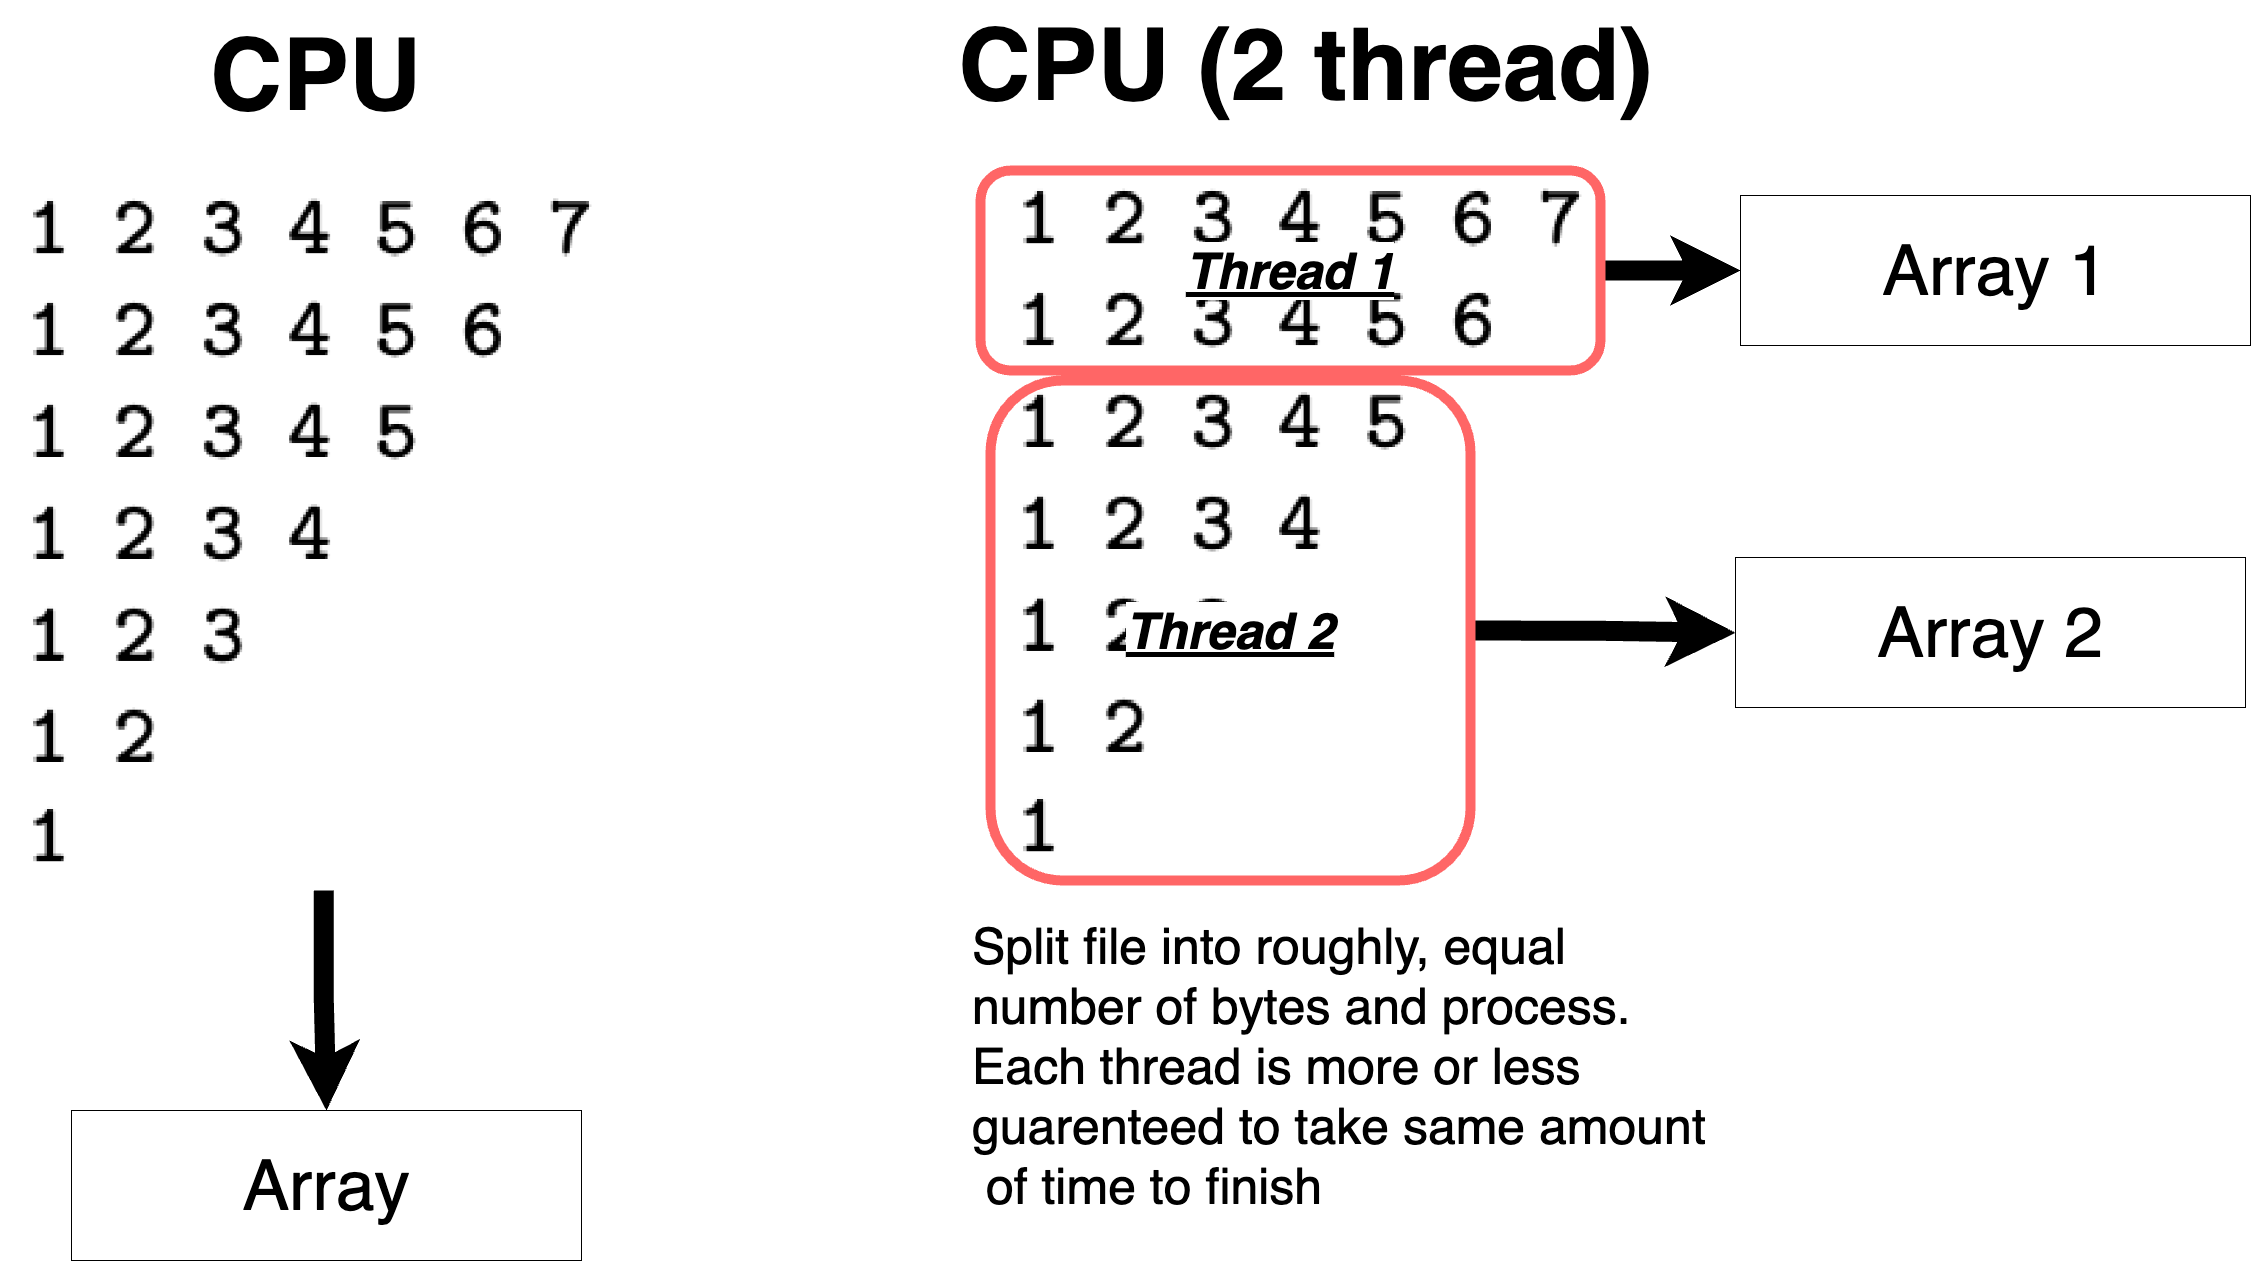 CPU
1 2 3 4 5 6 7
1 2 3 4 5 6
1 2 3 4 5
1 2 3 4
1 2 3
1 2
1
Array
CPU (2 thread)
1 2 3 4 5 6 7
Thread 1
1 2 3 4 5 6
Array 1
1 2 3 4 5
1 2 3 4
1 2
Thread 2
1 2
1
Array 2
Split file into roughly, equal
number of bytes and process.
Each thread is more or less
guarenteed to take same amount
of time to finish